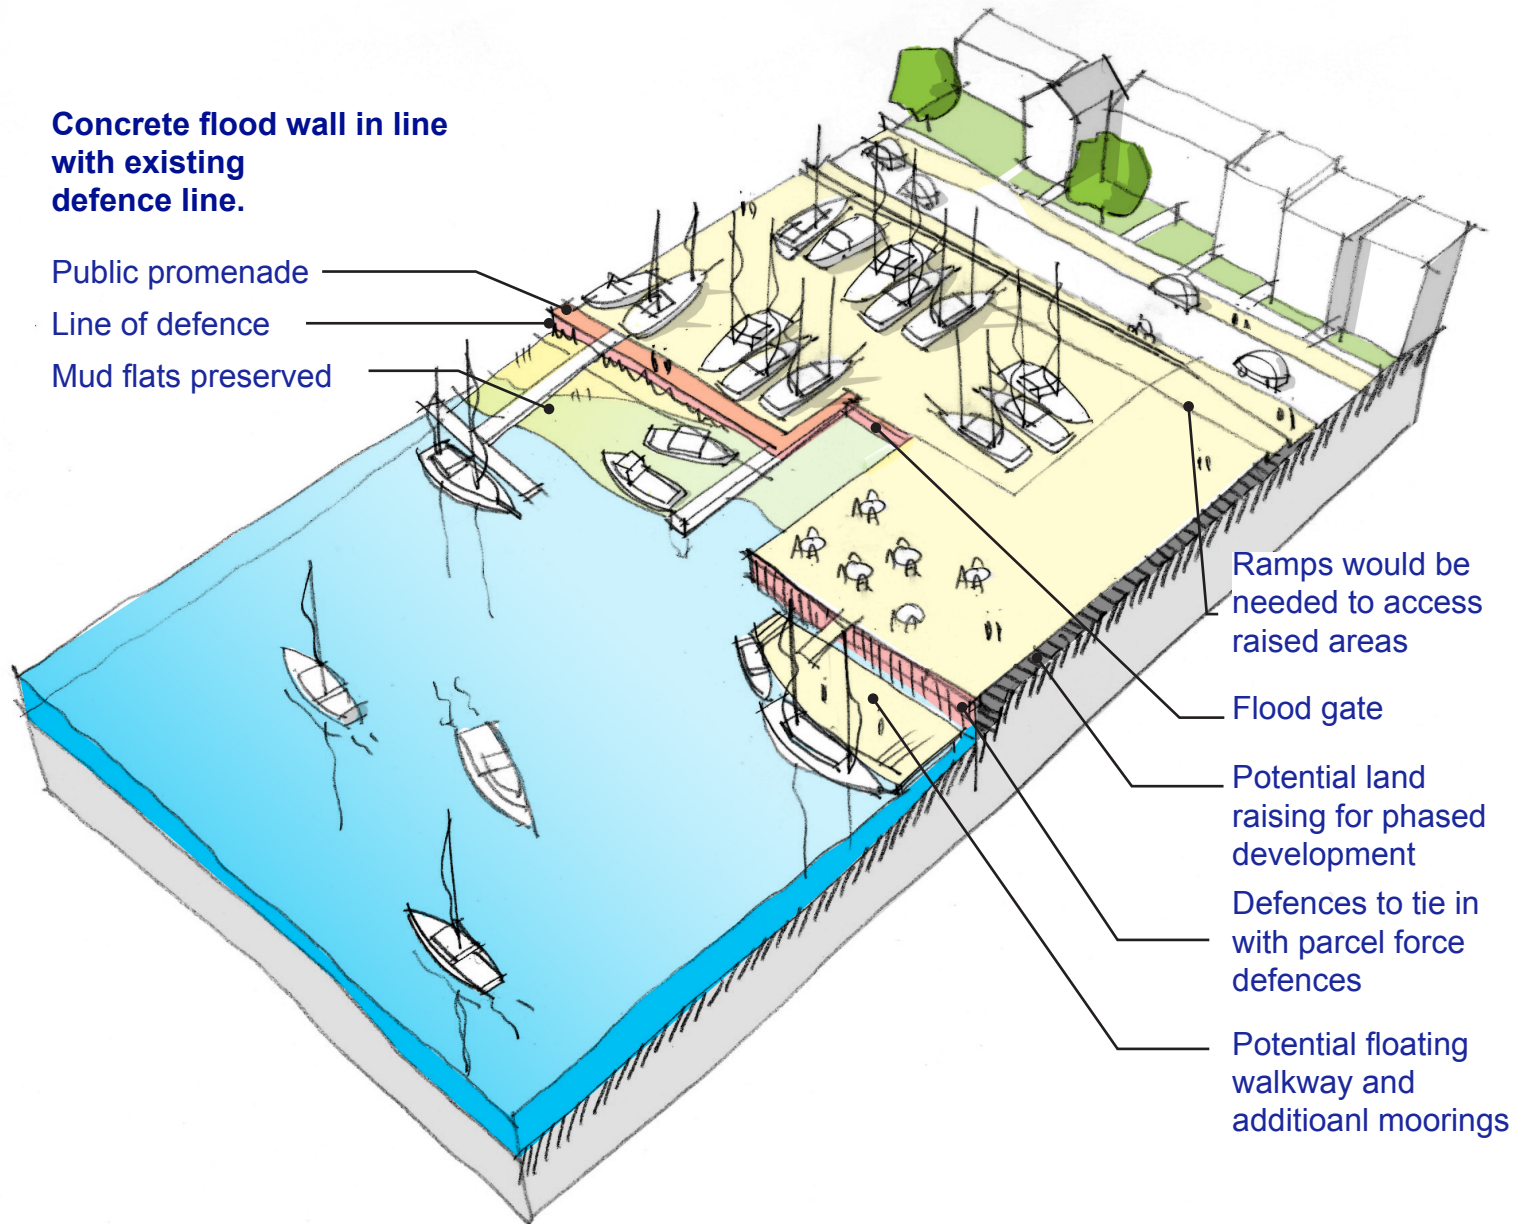 Concrete flood wall in line
with existing
defence line.
Public promenade
Line of defence
Mud flats preserved
Ramps would be
needed to access
raised areas
Flood gate
Potential land
raising for phased
development
Defences to tie in
with parcel force
defences
Potential floating
walkway and
additioanl moorings